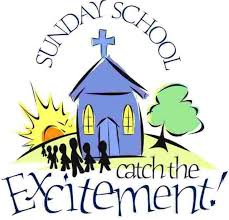 SUNDAY SCHOOL
catch the
Excitement!